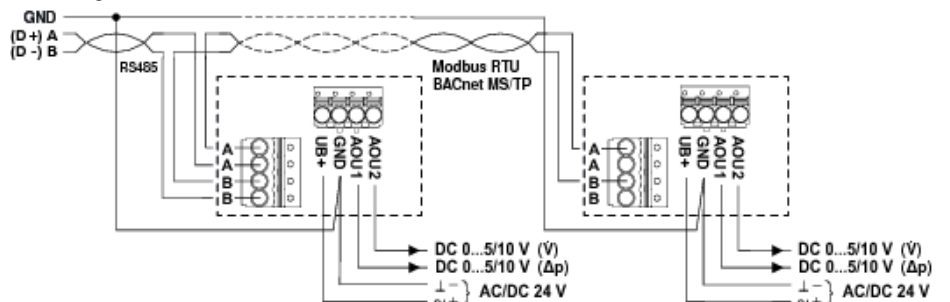 GND
(D +) A
(D -) B
RS485
Modbus RTU
BACnet MS/TP
UB+
GND
AOU1
AOU2
A
A
B
B
DC 0...5/10 V (V̇)
DC 0...5/10 V (Δp)
⊥ -
~ +
AC/DC 24 V
UB+
GND
AOU1
AOU2
A
A
B
B
DC 0...5/10 V (V̇)
DC 0...5/10 V (Δp)
⊥ -
~ +
AC/DC 24 V